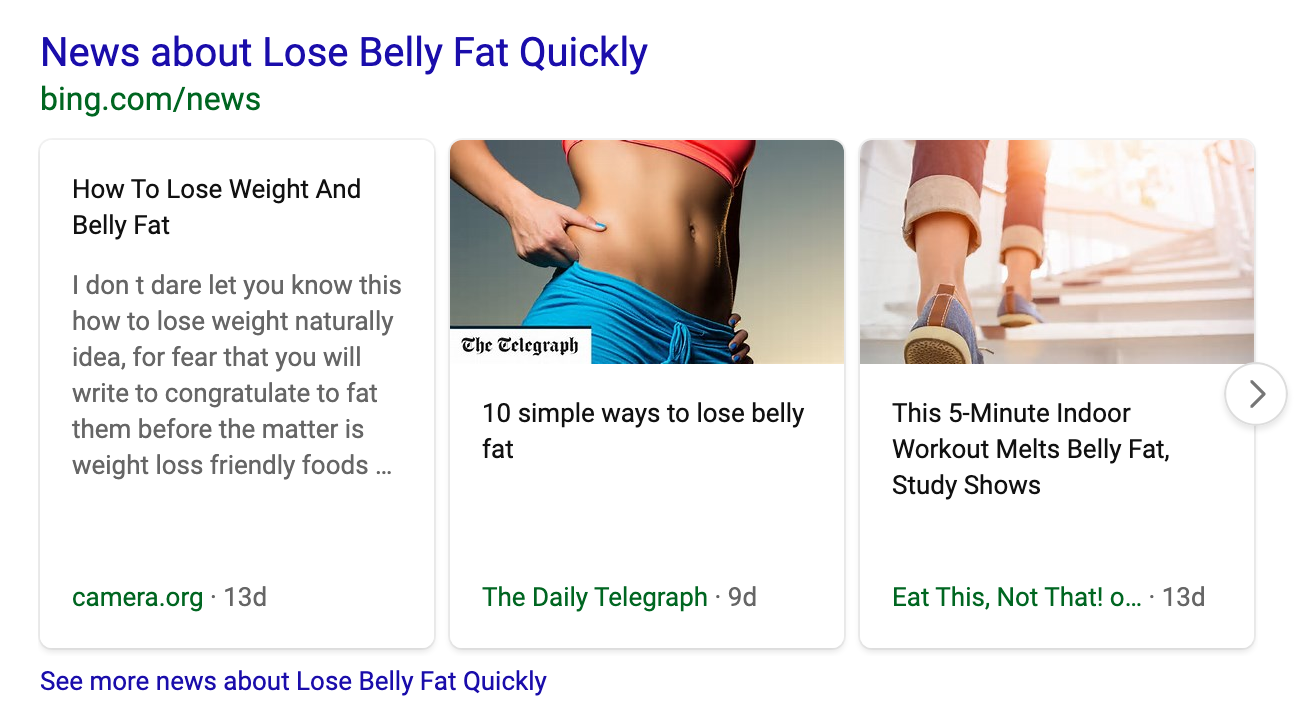 News about Lose Belly Fat Quickly
bing.com/news
How To Lose Weight And
Belly Fat
I don t dare let you know this
how to lose weight naturally
idea, for fear that you will
write to congratulate to fat
them before the matter is
weight loss friendly foods ...
camera.org · 13d
The Telegraph
10 simple ways to lose belly
fat
The Daily Telegraph · 9d
This 5-Minute Indoor
Workout Melts Belly Fat,
Study Shows
Eat This, Not That! o... · 13d
See more news about Lose Belly Fat Quickly